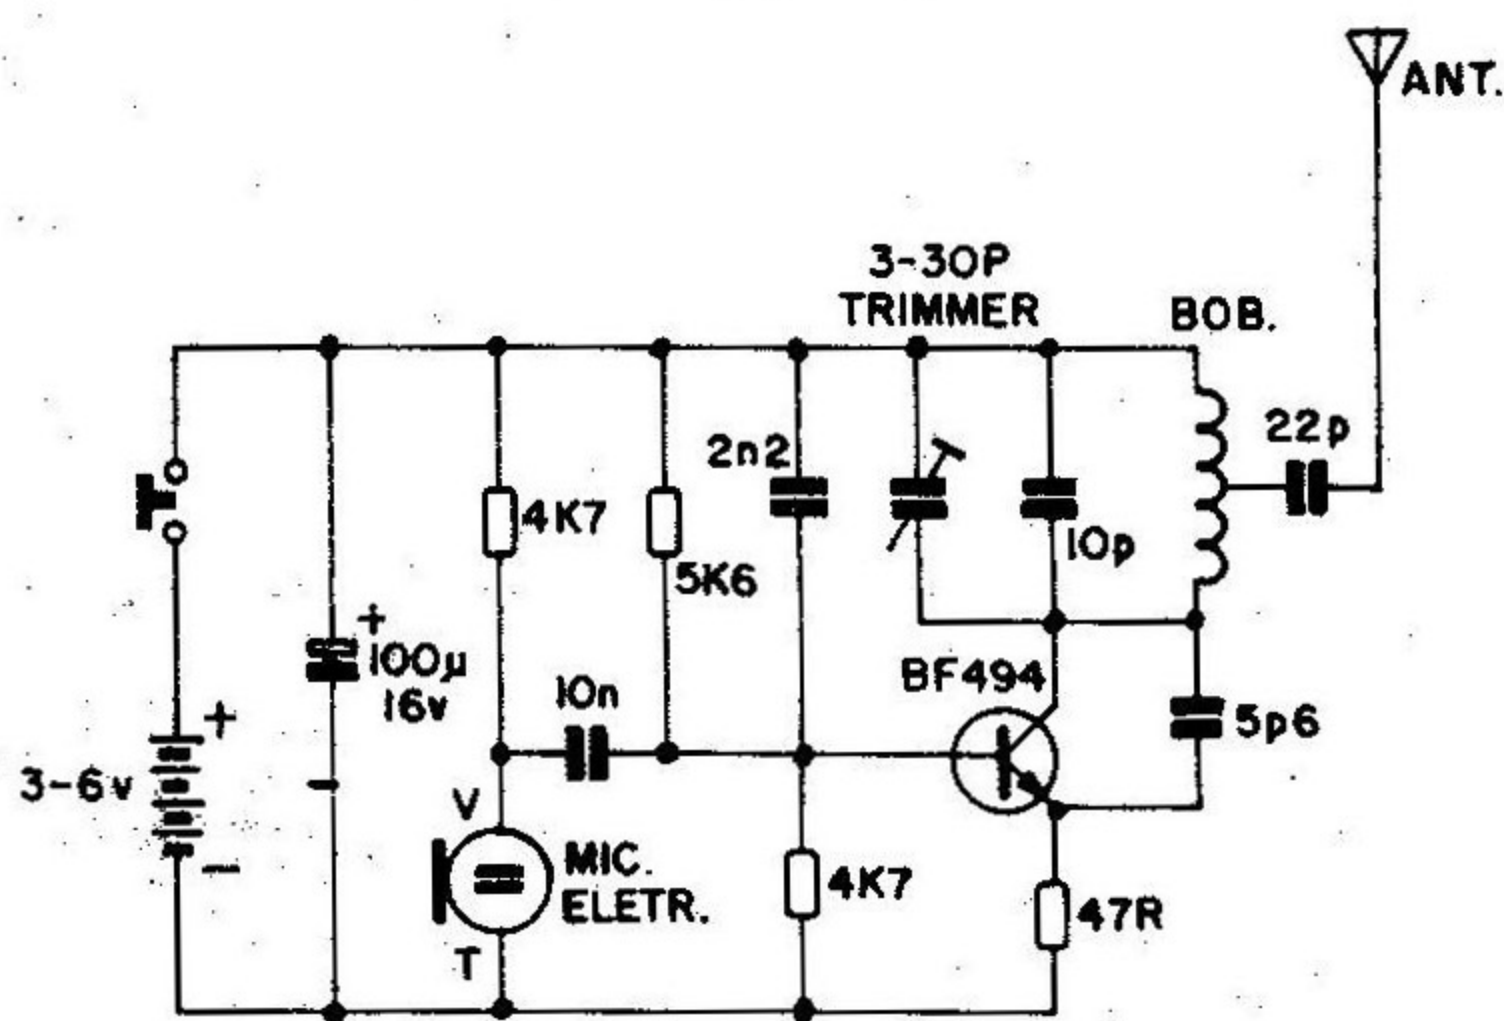 ANT.
3-30P
TRIMMER
BOB.
22p
2n2
4K7
5K6
10p
+
100µ
16v
BF494
10n
5p6
+
3-6v
-
-
V
MIC.
ELETR.
T
4K7
47R